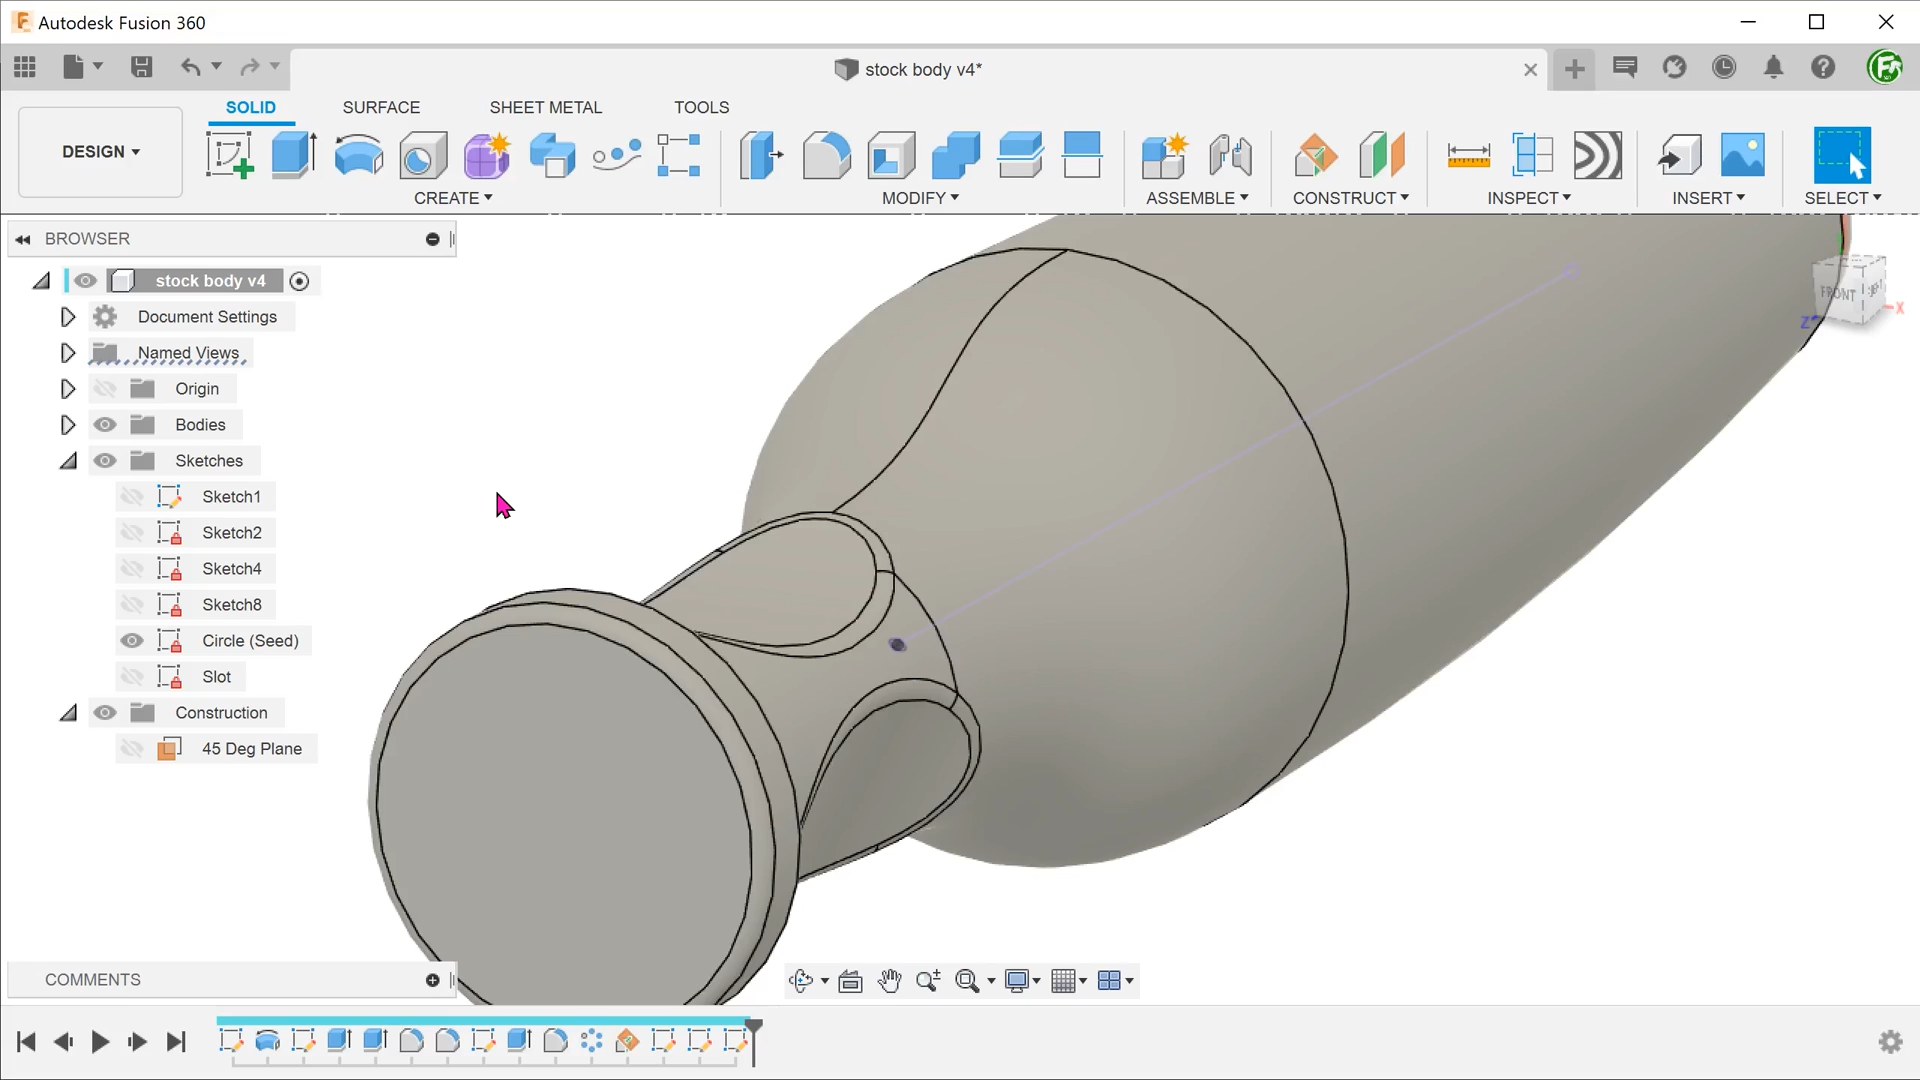 Autodesk Fusion 360
stock body v4*
SOLID SURFACE SHEET METAL TOOLS
DESIGN
CREATE MODIFY ASSEMBLE CONSTRUCT INSPECT INSERT SELECT
BROWSER
stock body v4
Document Settings
Named Views
Origin
Bodies
Sketches
Sketch1
Sketch2
Sketch4
Sketch8
Circle (Seed)
Slot
Construction
45 Deg Plane
FRONT
X
Z
COMMENTS